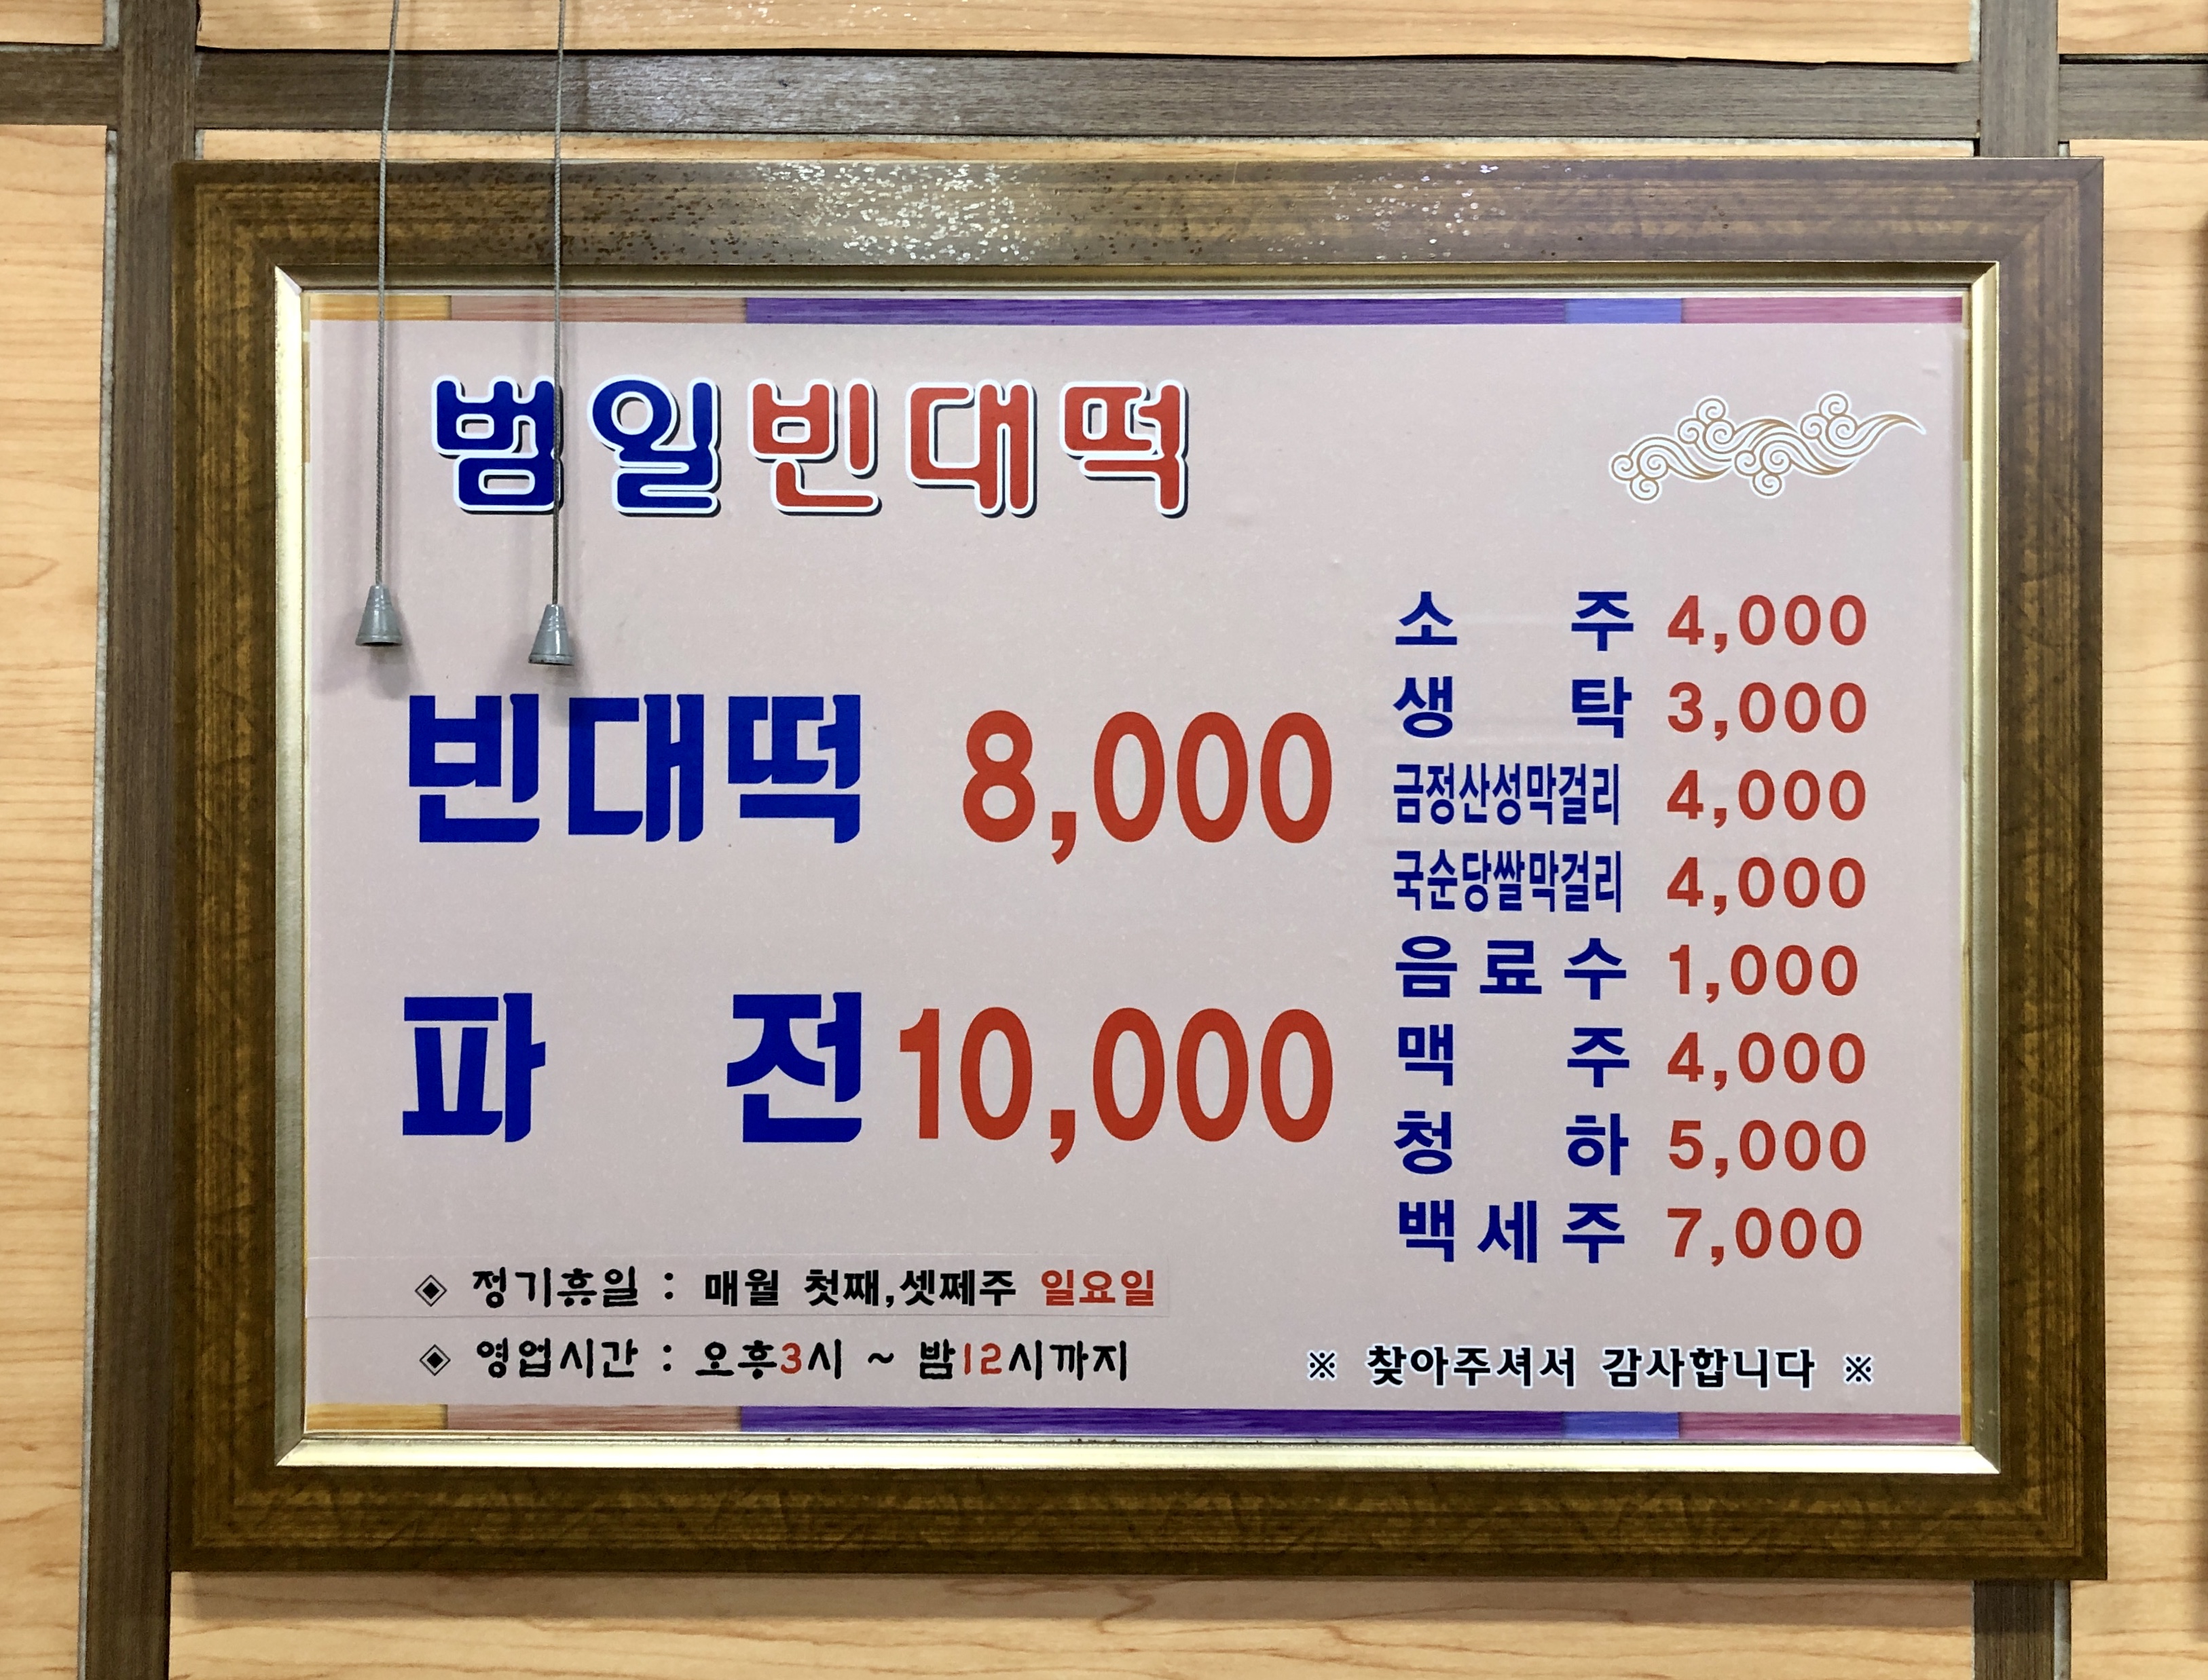 범일빈대떡
빈대떡 8,000
파 전 10,000
소 주 4,000
생 탁 3,000
금정산성막걸리 4,000
국순당쌀막걸리 4,000
음료수 1,000
맥 주 4,000
청 하 5,000
백세주 7,000
◈ 정기휴일 : 매월 첫째,셋쩨주 일요일
◈ 영업시간 : 오흥3시 ~ 밤12시까지
※ 찾아주셔서 감사합니다 ※